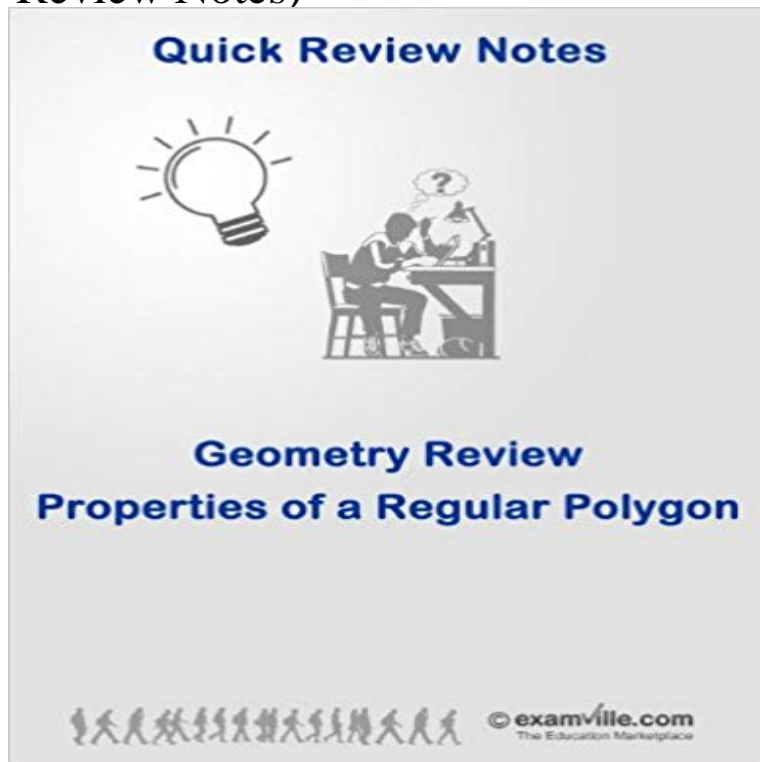 Review Notes)
Quick Review Notes
?
Geometry Review
Properties of a Regular Polygon
© examville.com
The Education Marketplace